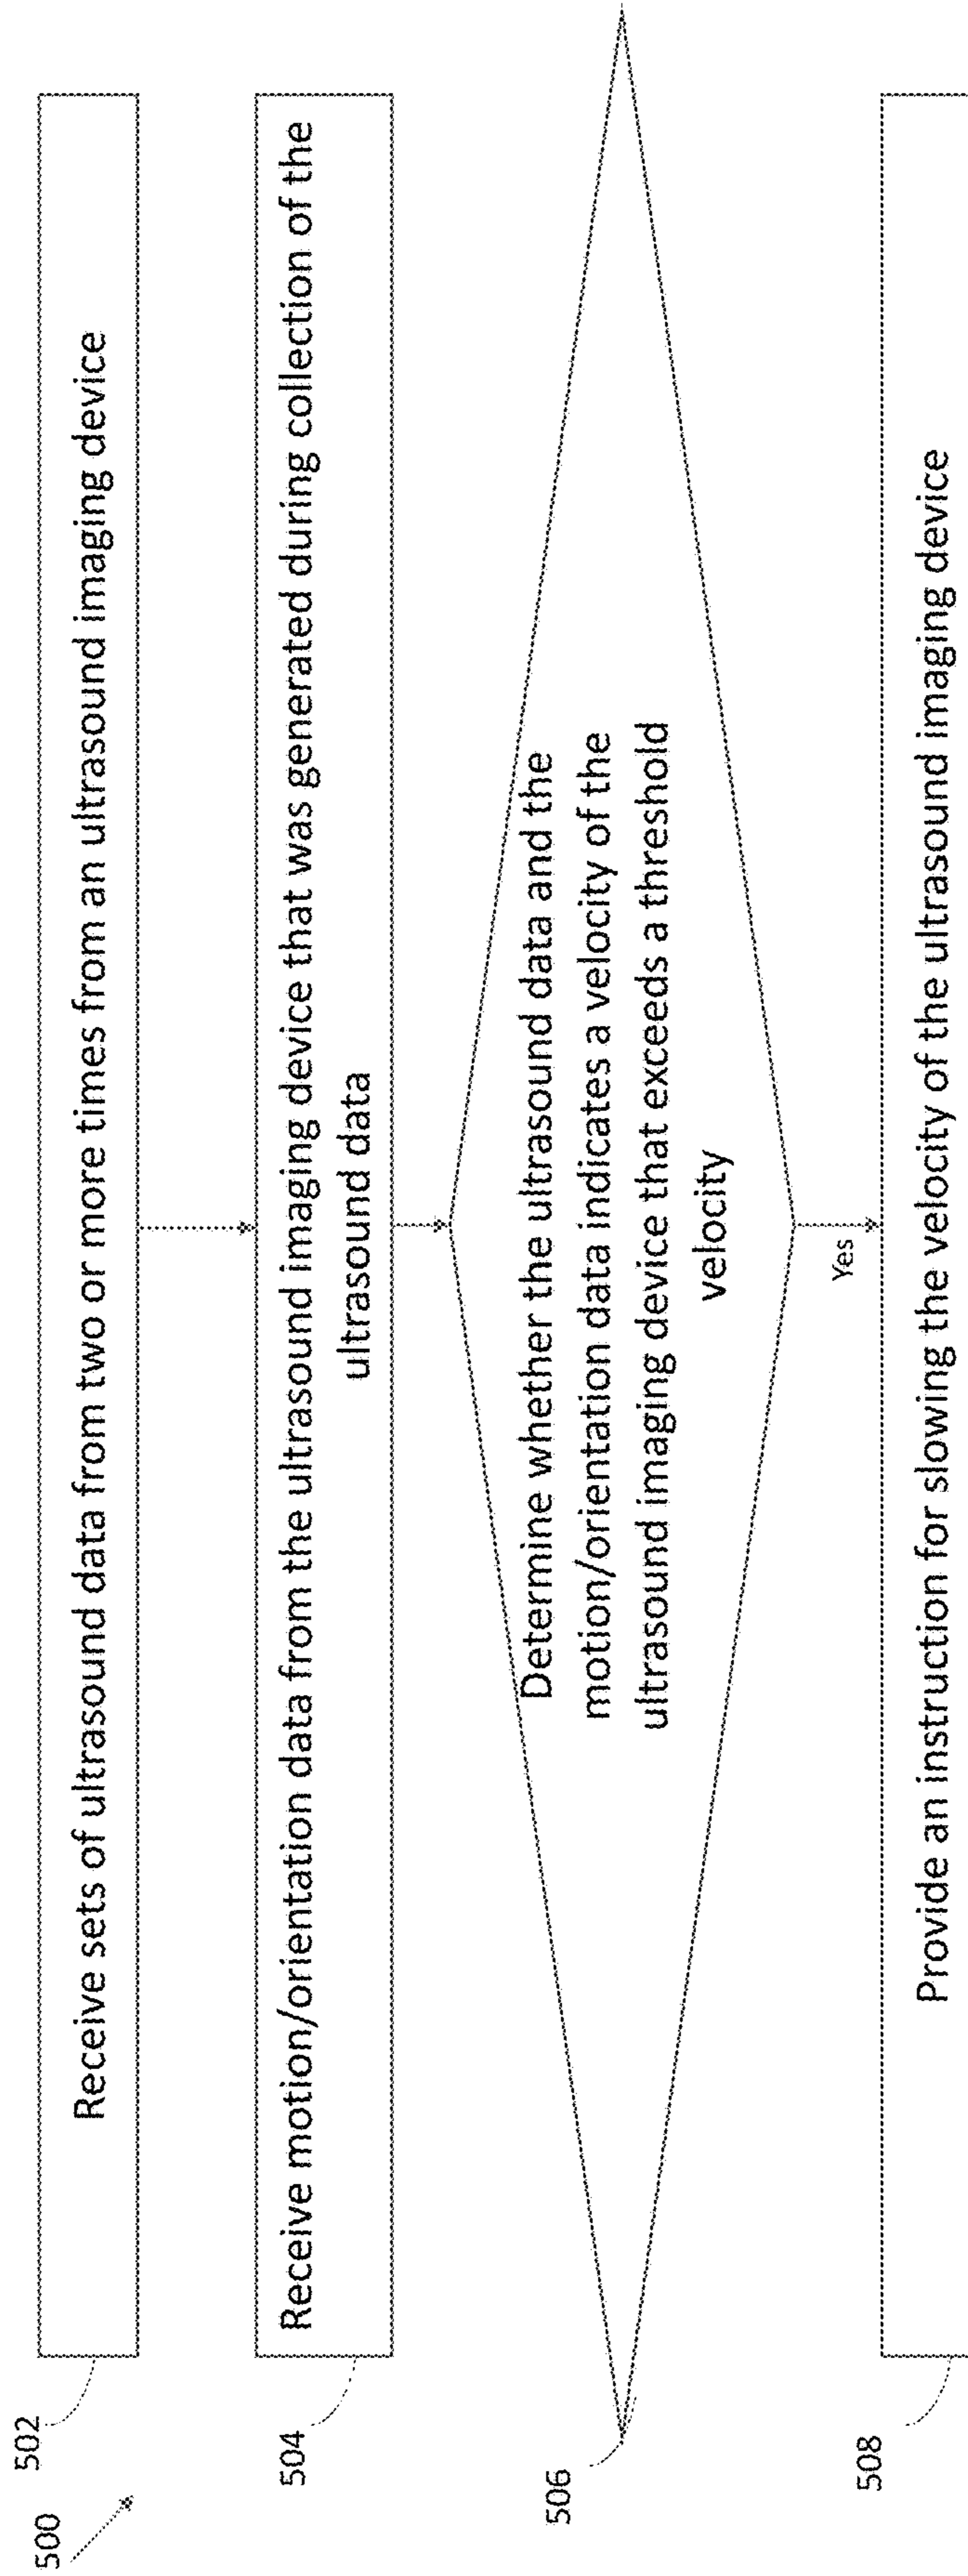 500
502
Receive sets of ultrasound data from two or more times from an ultrasound imaging device
504
Receive motion/orientation data from the ultrasound imaging device that was generated during collection of the
ultrasound data
506
Determine whether the ultrasound data and the
motion/orientation data indicates a velocity of the
ultrasound imaging device that exceeds a threshold
velocity
Yes
508
Provide an instruction for slowing the velocity of the ultrasound imaging device